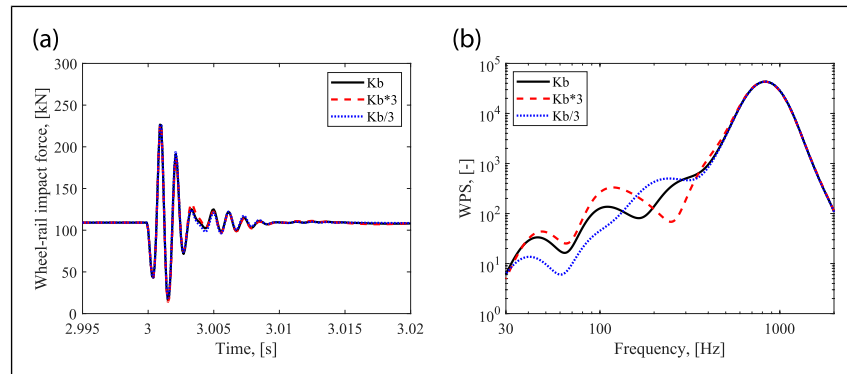 (a)
300
250
200
150
100
50
0
Wheel-rail impact force, [kN]
2.995
3
3.005
3.01
3.015
3.02
Time, [s]
Kb
Kb*3
Kb/3
(b)
10^5
10^4
10^3
10^2
10^1
10^0
WPS, [-]
30
100
1000
Frequency, [Hz]
Kb
Kb*3
Kb/3